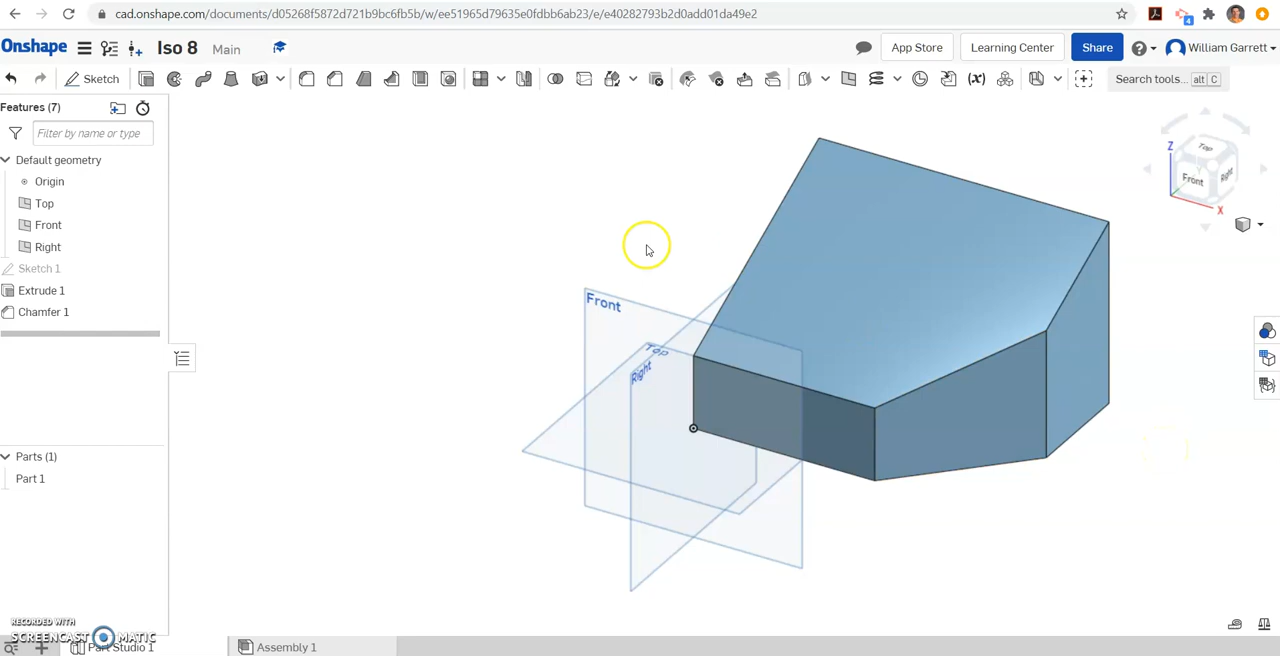 cad.onshape.com/documents/d05268f5872d721b9bc6fb5b/w/ee51965d79635e0fdbb6ab23/e/e40282793b2d0add01da49e2
4
Onshape Iso 8 Main App Store Learning Center Share ? William Garrett
Sketch (x) Search tools... alt C
Features (7)
Filter by name or type
Default geometry
Origin
Top
Front
Right
Sketch 1
Extrude 1
Chamfer 1
Parts (1)
Part 1
Front
Top
Right
Top
Z
Front
Right
X
RECORDED WITH
SCREENCAST MATIC
Part Studio 1
Assembly 1